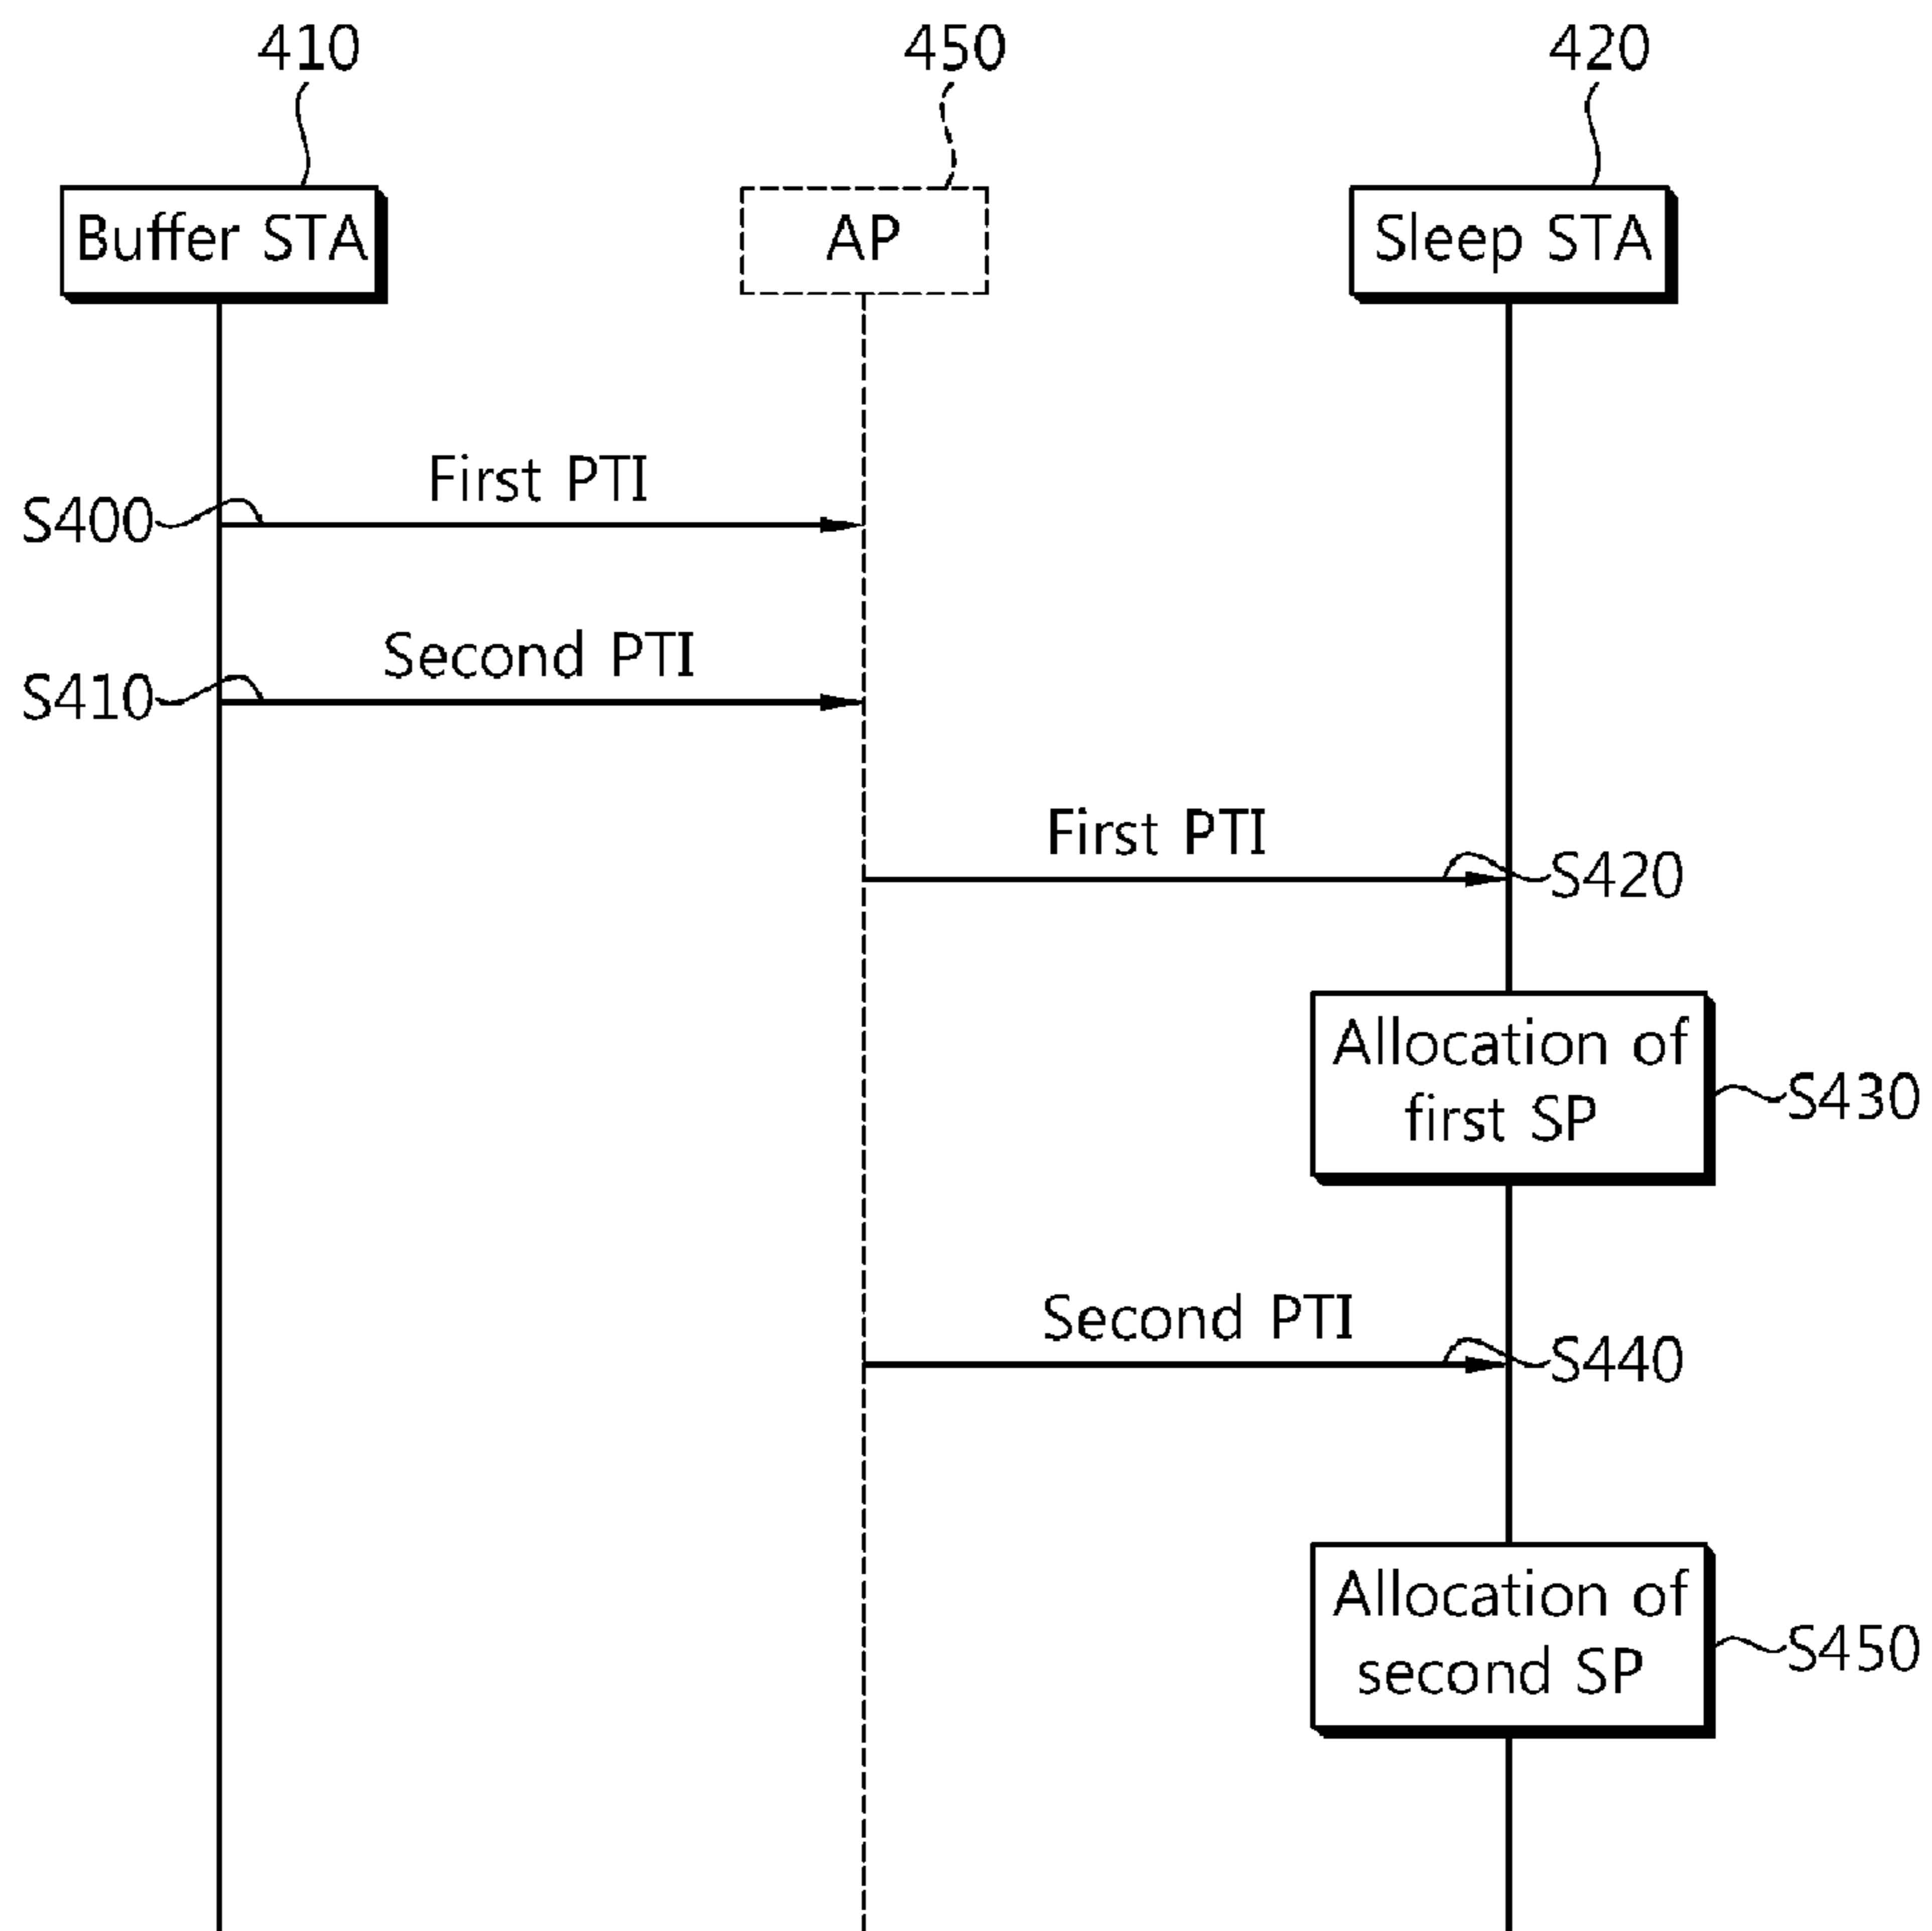 410
450
420
Buffer STA
AP
Sleep STA
First PTI
S400
Second PTI
S410
First PTI
S420
Allocation of
first SP
S430
Second PTI
S440
Allocation of
second SP
S450